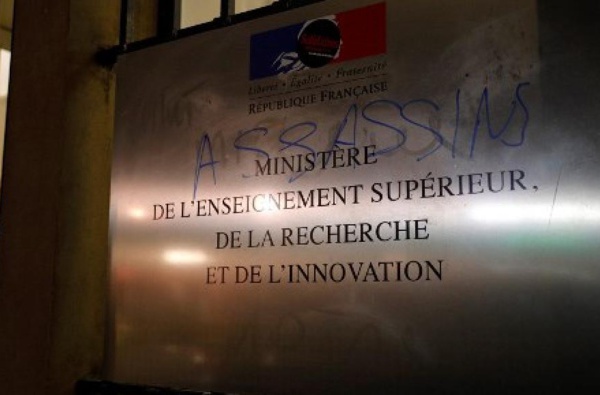 Liberté • Égalité • Fraternité
RÉPUBLIQUE FRANÇAISE
ASSASSINS
MINISTÈRE
DE L'ENSEIGNEMENT SUPÉRIEUR,
DE LA RECHERCHE
ET DE L'INNOVATION